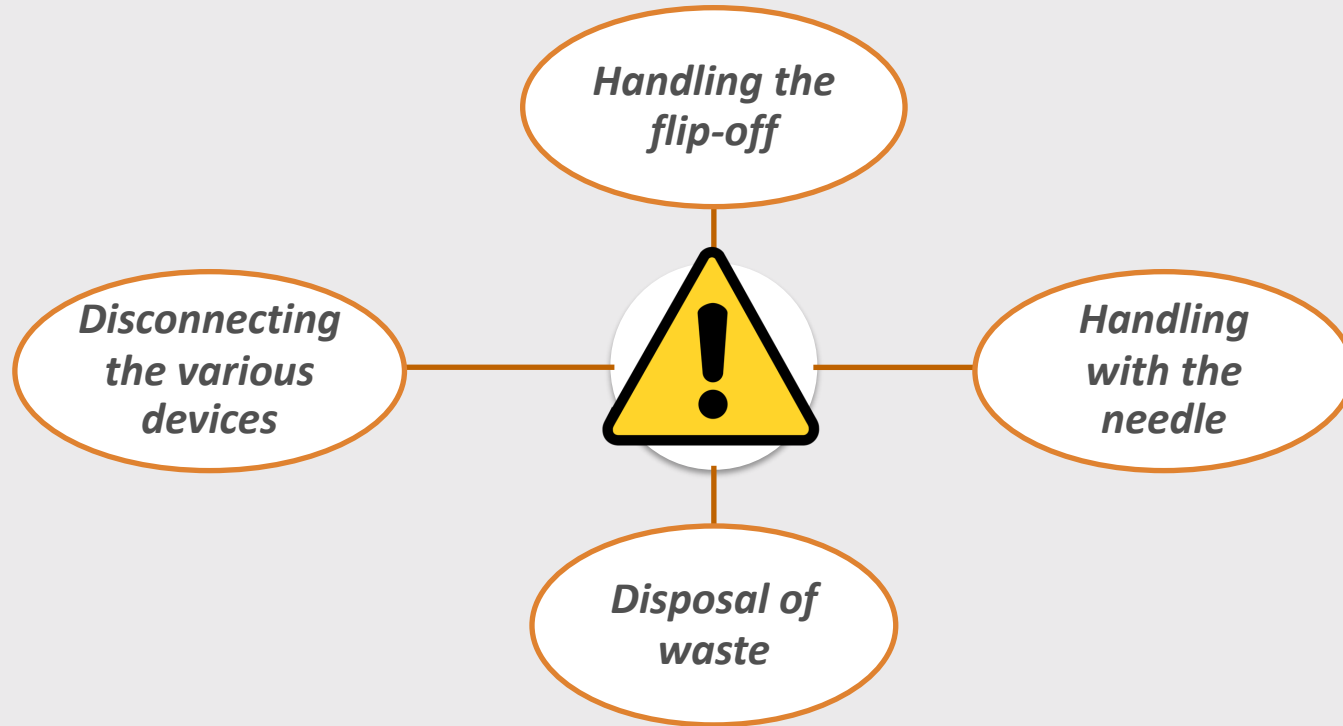 Handling the
flip-off
Disconnecting
the various
devices
Handling
with the
needle
Disposal of
waste